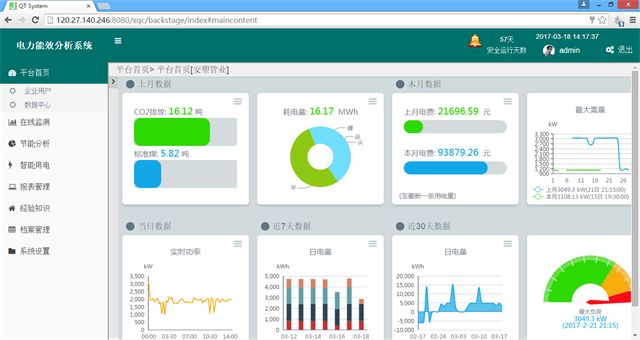 QT System
120.27.140.246:8080/xqc/backstage/index#maincontent
电力能效分析系统
57天
安全运行天数
2017-03-18 14:17:37
admin
退出
平台首页
企业用户
数据中心
在线监测
节能分析
智能用电
报表管理
经验知识
档案管理
系统设置
平台首页> 平台首页[安塑管业]
上月数据
本月数据
CO2排放: 16.12 吨
标准煤: 5.82 吨
耗电量: 16.17 MWh
峰
尖
平
上月电费: 21696.59 元
本月电费: 93879.26 元
(至最新一条用电量)
最大需量
kW
3,300
3,000
2,700
2,400
2,100
1,800
1,500
1,200
900
1 6 11 16 21 26
上月3049.3 kW(21日 21:15:00)
本月1108.13 kW(15日 19:30:00)
当日数据
近7天数据
近30天数据
实时功率
kW
3,500
3,000
2,500
2,000
1,500
1,000
500
0
00:00 03:30 07:00 10:30 14:00
日电量
kWh
5,000
4,000
3,000
2,000
1,000
0
03-12 03-14 03-16 03-18
日电量
kWh
20,000
15,000
10,000
5,000
0
-5,000
-10,000
02-17 02-24 03-03 03-10 03-17
最大负荷
3049.3 kW
(2017-2-21 21:15)